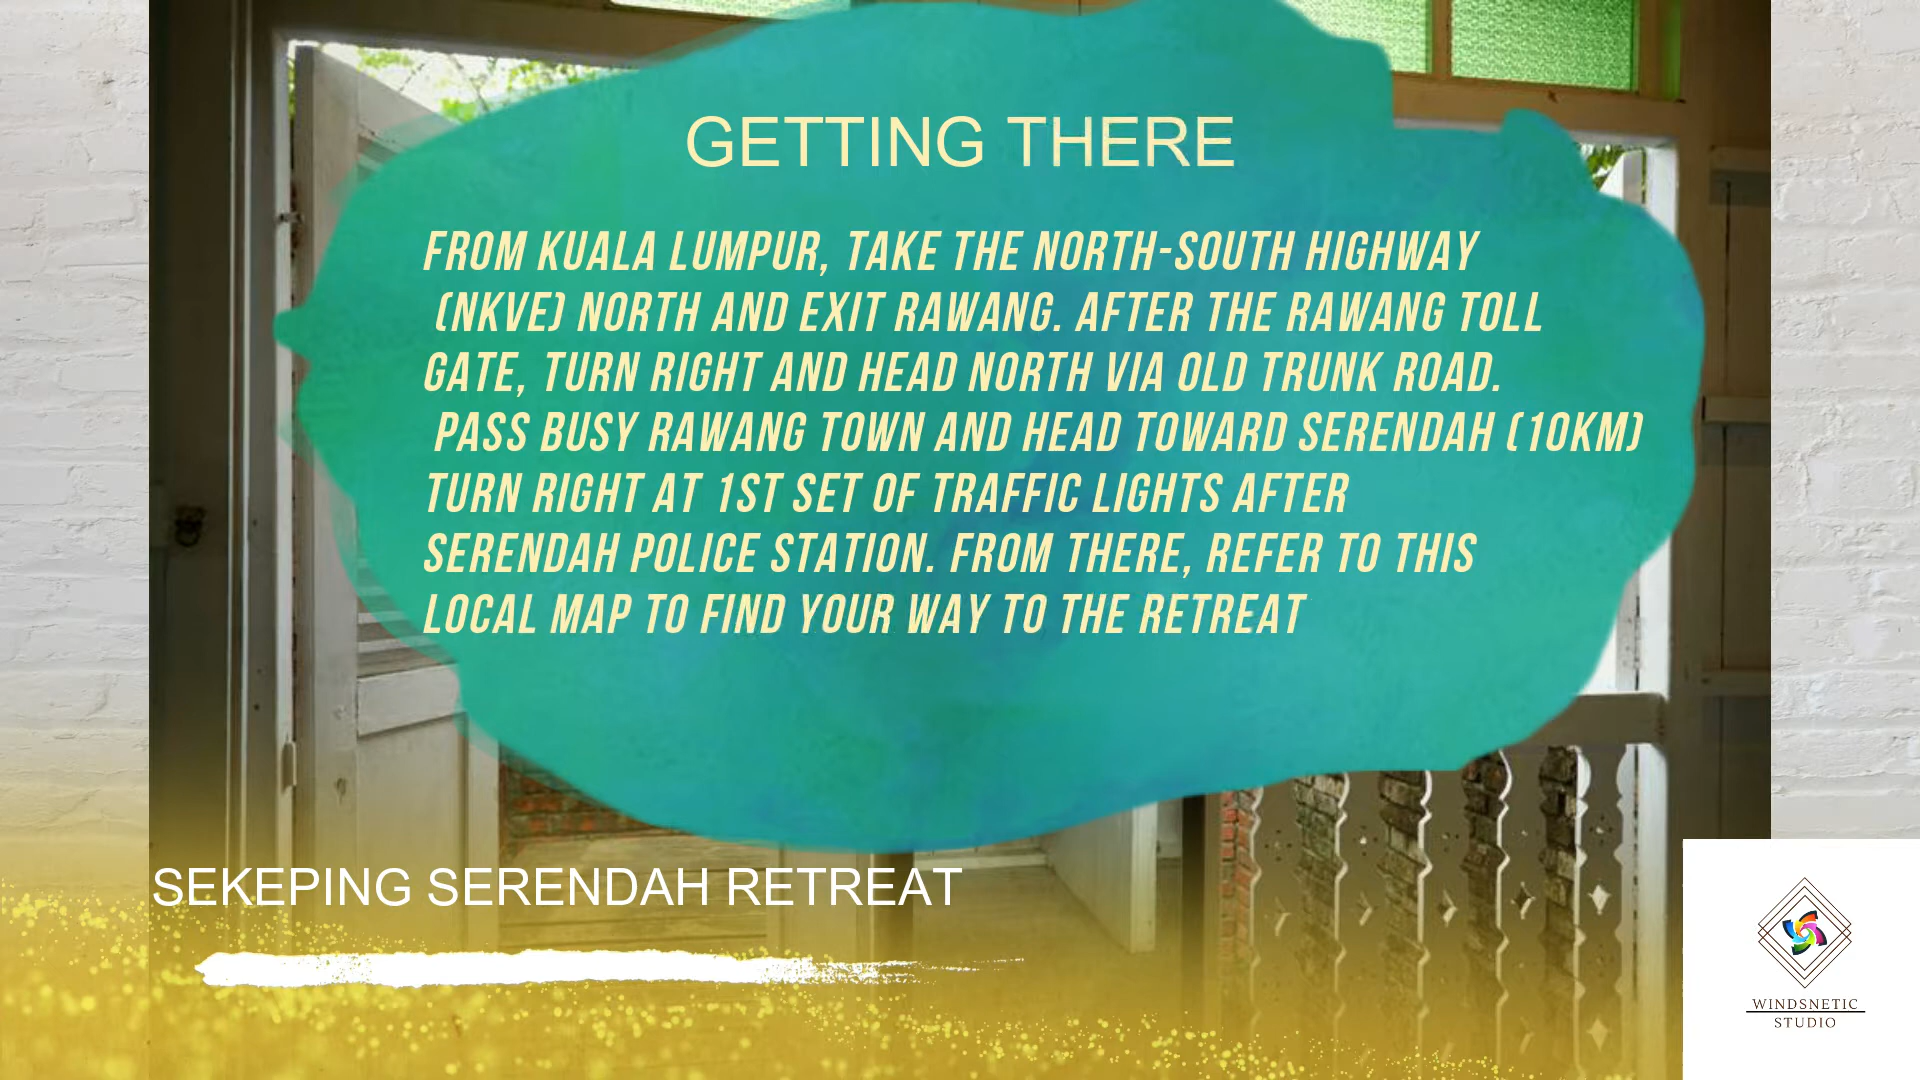 GETTING THERE
FROM KUALA LUMPUR, TAKE THE NORTH-SOUTH HIGHWAY
(NKVE) NORTH AND EXIT RAWANG. AFTER THE RAWANG TOLL
GATE, TURN RIGHT AND HEAD NORTH VIA OLD TRUNK ROAD.
PASS BUSY RAWANG TOWN AND HEAD TOWARD SERENDAH (10KM)
TURN RIGHT AT 1ST SET OF TRAFFIC LIGHTS AFTER
SERENDAH POLICE STATION. FROM THERE, REFER TO THIS
LOCAL MAP TO FIND YOUR WAY TO THE RETREAT
SEKEPING SERENDAH RETREAT
WINDSNETIC
STUDIO